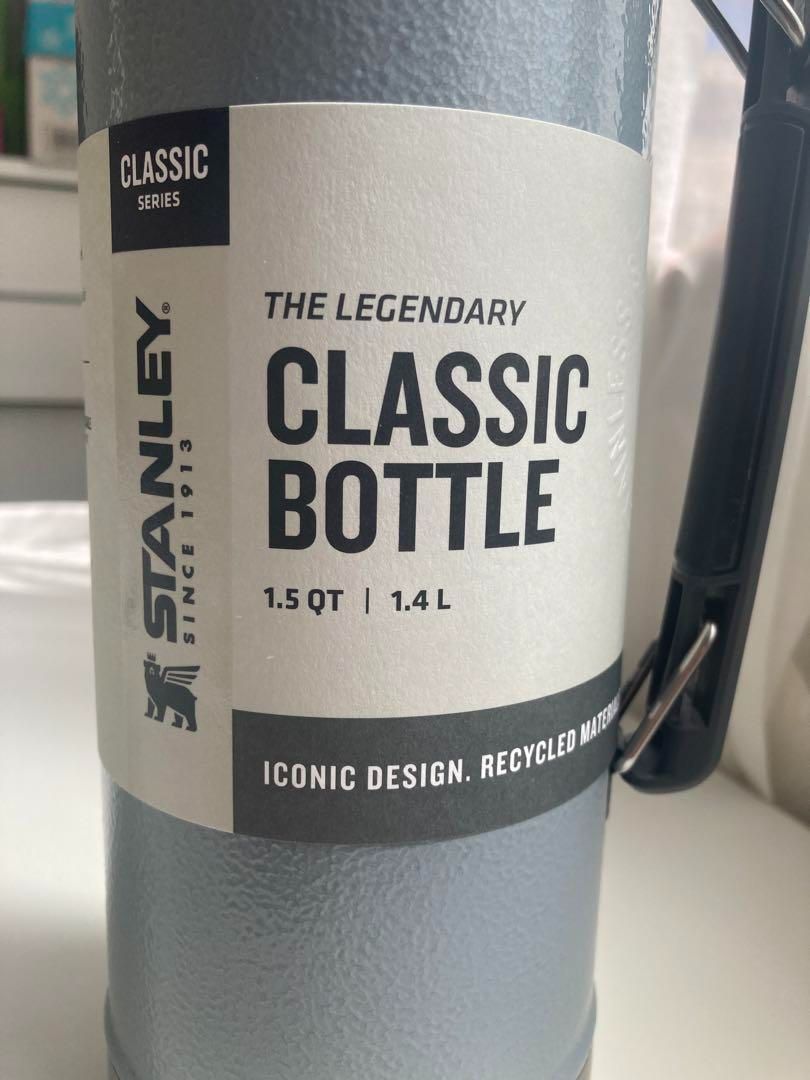 CLASSIC
SERIES
STANLEY®
SINCE 1913
THE LEGENDARY
CLASSIC
BOTTLE
1.5 QT | 1.4 L
ICONIC DESIGN. RECYCLED